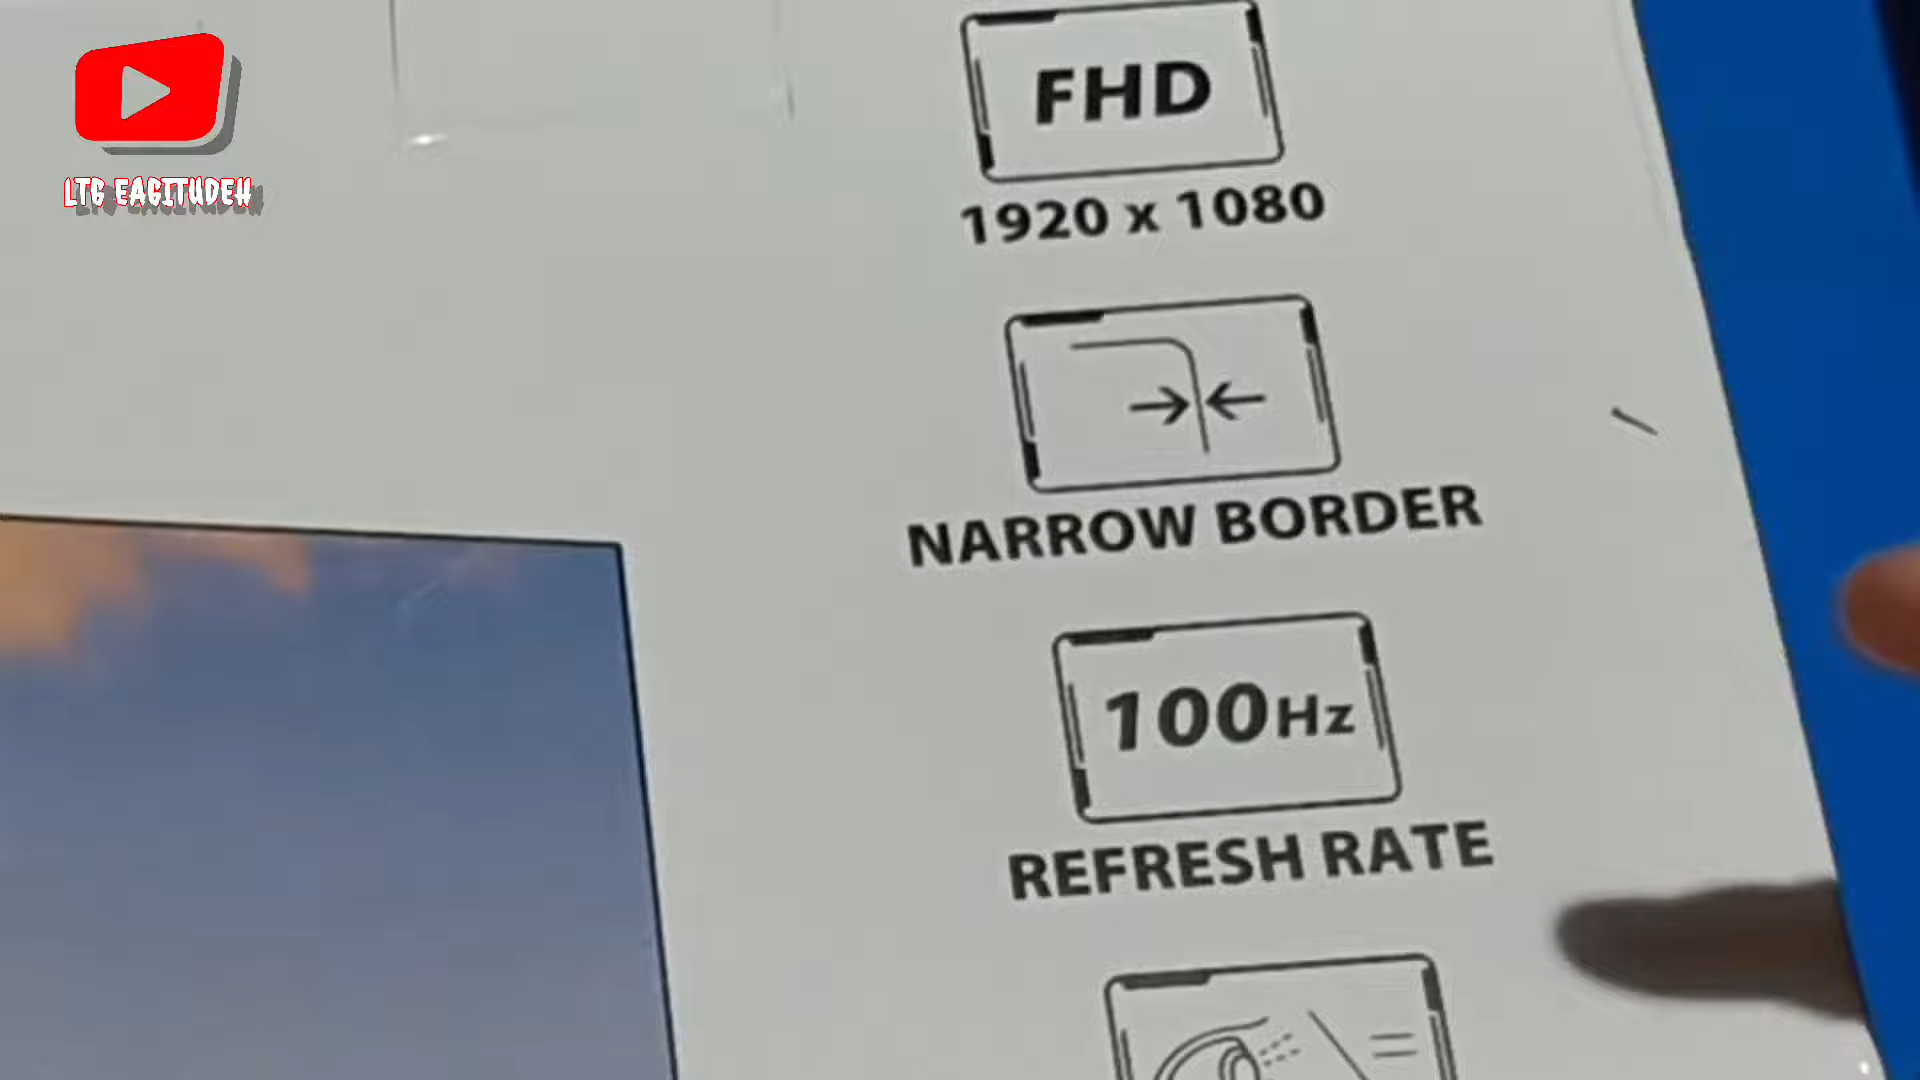 LTG EAGITUDEH
FHD
1920 x 1080
NARROW BORDER
100Hz
REFRESH RATE